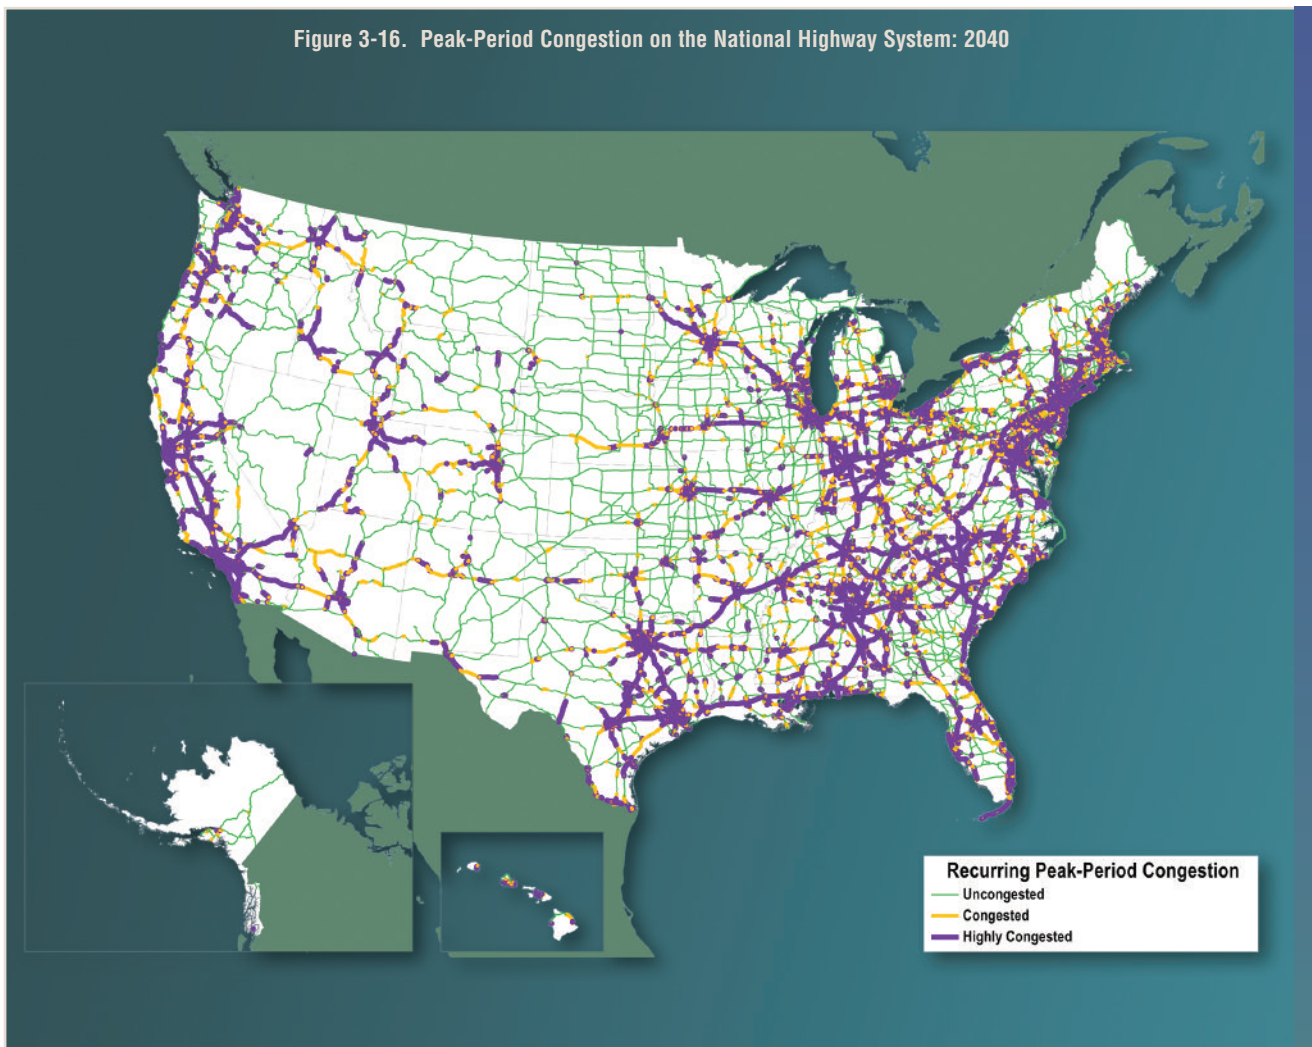 Figure 3-16. Peak-Period Congestion on the National Highway System: 2040
Recurring Peak-Period Congestion
Uncongested
Congested
Highly Congested